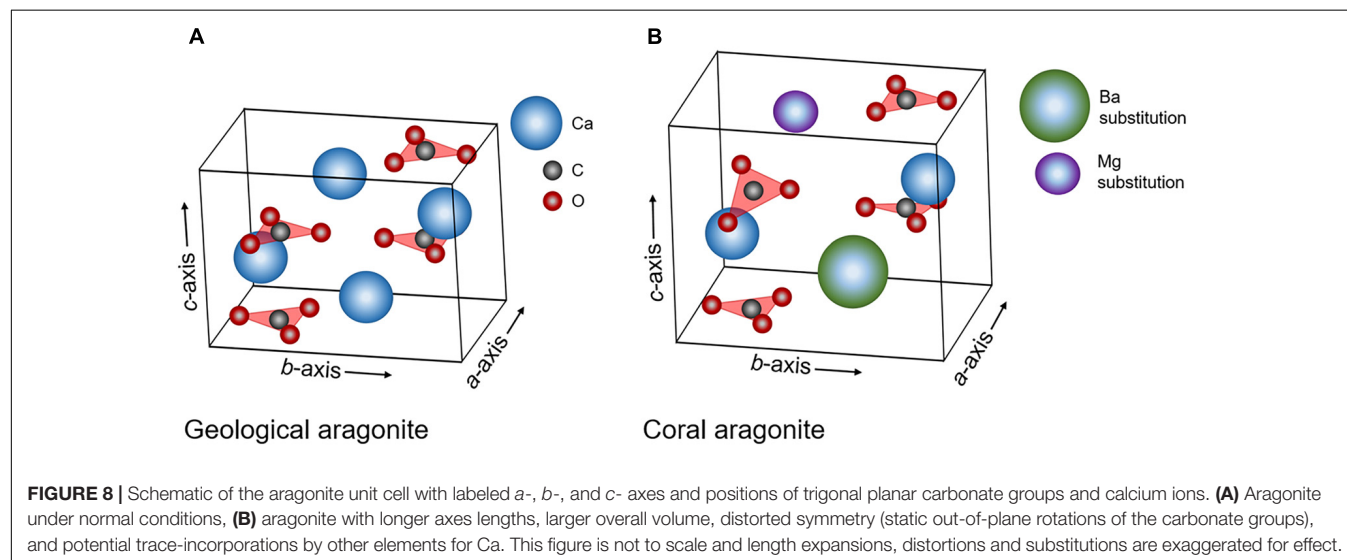 A
B
Ca
C
O
Ba
substitution
Mg
substitution
c-axis
b-axis
a-axis
c-axis
b-axis
a-axis
Geological aragonite
Coral aragonite
FIGURE 8 | Schematic of the aragonite unit cell with labeled a-, b-, and c- axes and positions of trigonal planar carbonate groups and calcium ions. (A) Aragonite
under normal conditions, (B) aragonite with longer axes lengths, larger overall volume, distorted symmetry (static out-of-plane rotations of the carbonate groups),
and potential trace-incorporations by other elements for Ca. This figure is not to scale and length expansions, distortions and substitutions are exaggerated for effect.